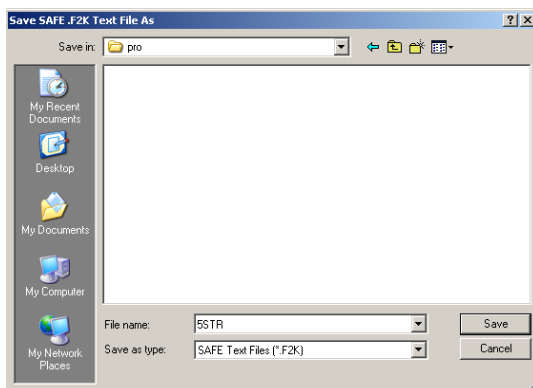 Save SAFE .F2K Text File As
Save in:
pro
My Recent
Documents
Desktop
My Documents
My Computer
My Network
Places
File name:
5STR
Save
Save as type:
SAFE Text Files (*.F2K)
Cancel